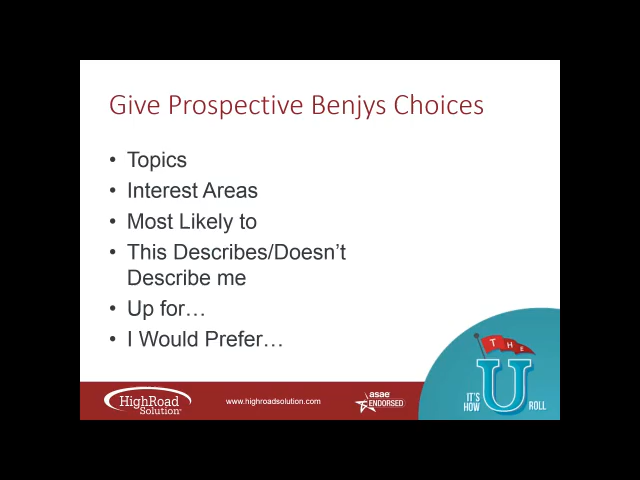 Give Prospective Benjys Choices
• Topics
• Interest Areas
• Most Likely to
• This Describes/Doesn't
Describe me
• Up for…
• I Would Prefer…
THE
U
IT'S
HOW
ROLL
HighRoad
Solution
www.highroadsolution.com
asae
ENDORSED